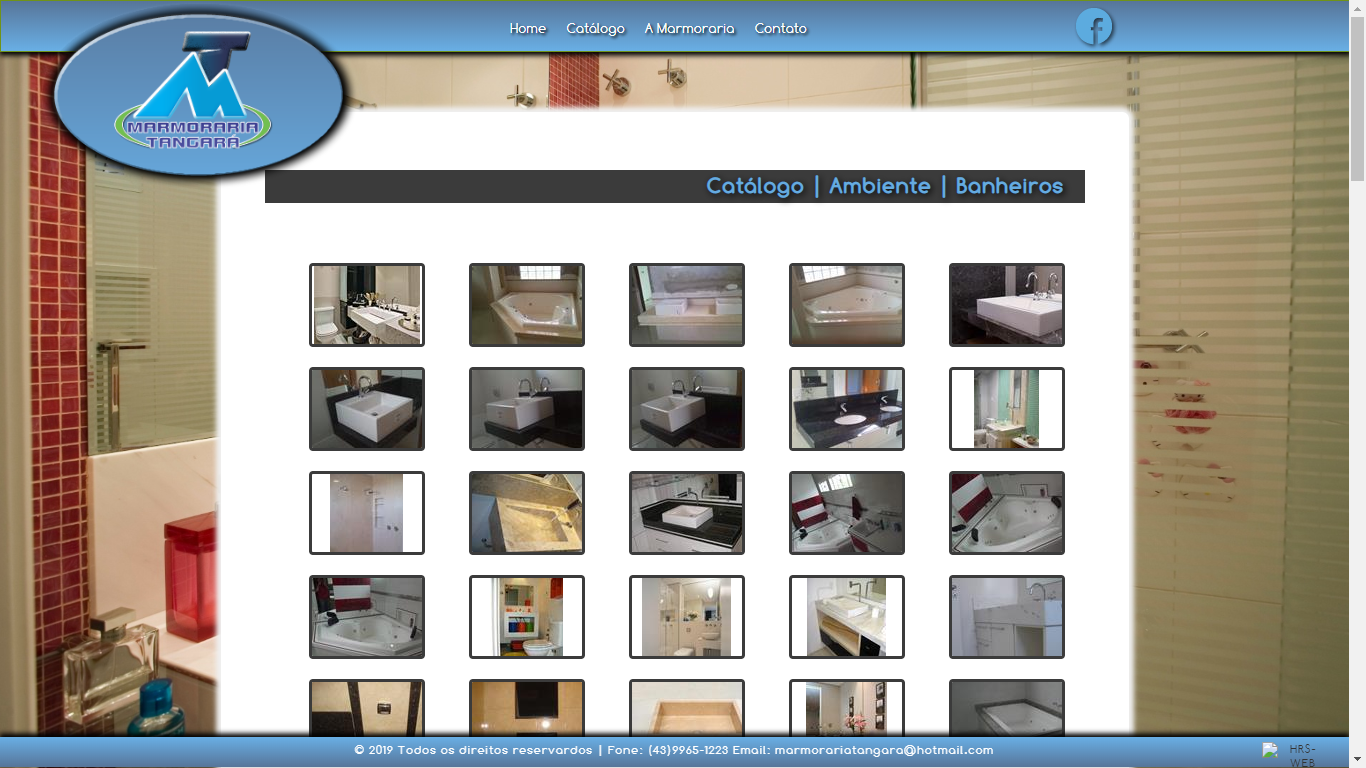 Home Catálogo A Marmoraria Contato
MT
MARMORARIA
TANGARÁ
Catálogo | Ambiente | Banheiros
© 2019 Todos os direitos reservardos | Fone: (43)9965-1223 Email: marmorariatangara@hotmail.com
HRS-
WEB